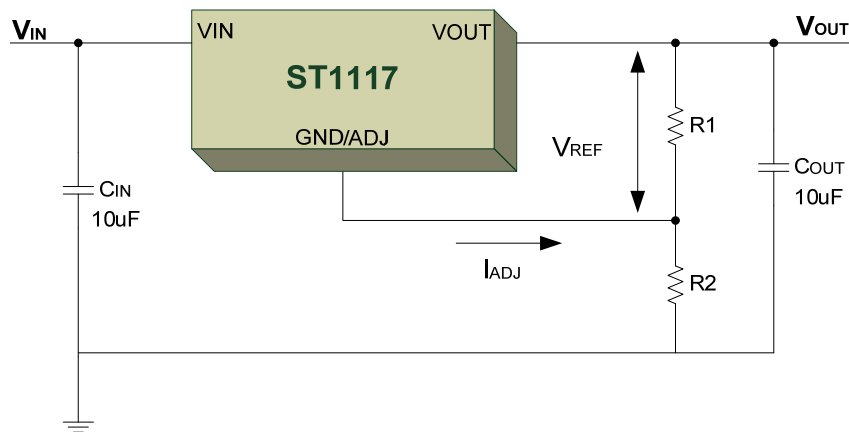 VIN
VOUT
VIN
VOUT
ST1117
GND/ADJ
R1
VREF
COUT
10uF
CIN
10uF
IADJ
R2